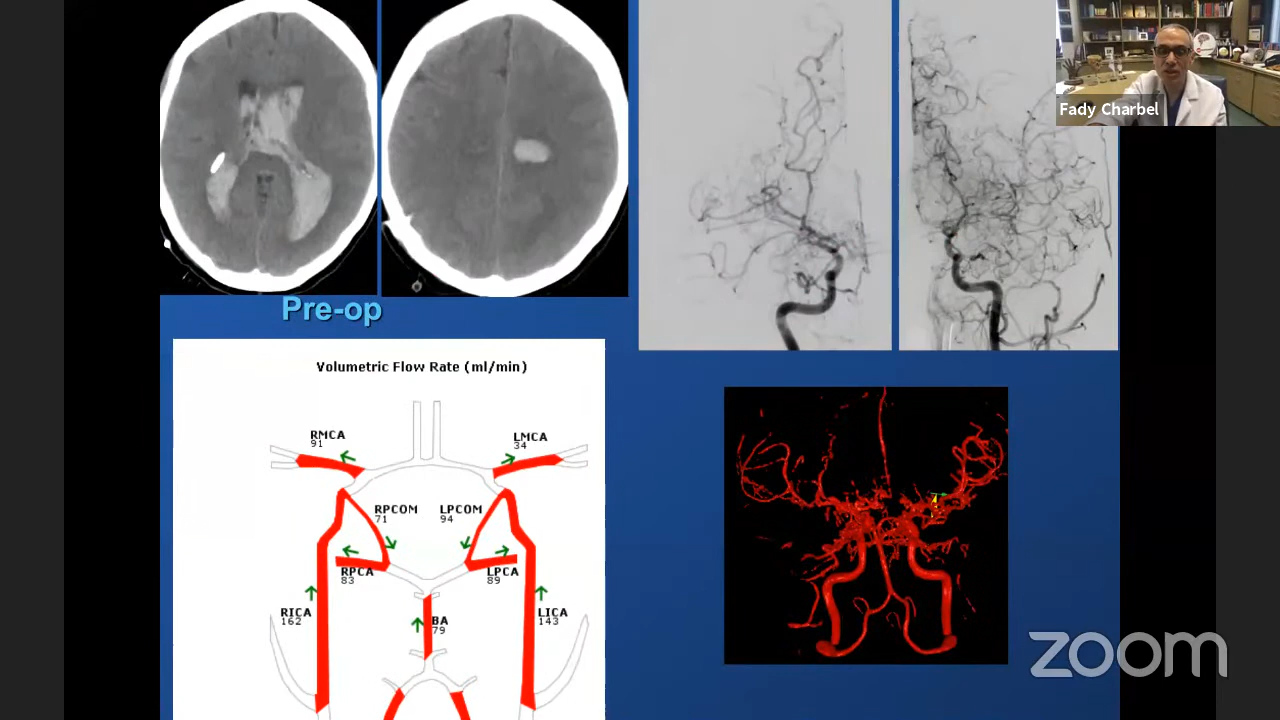 Fady Charbel
Pre-op
Volumetric Flow Rate (ml/min)
RMCA
91
LMCA
34
RPCOM
71
LPCOM
94
RPCA
83
LPCA
89
RICA
162
BA
79
LICA
143
zoom